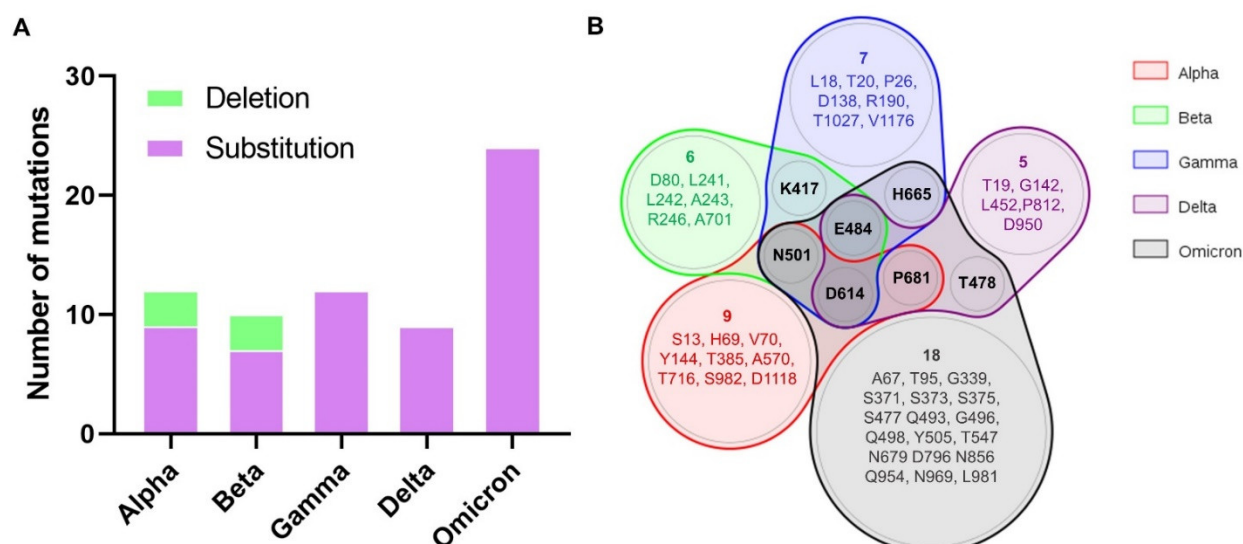 A
Number of mutations
30
20
10
0
Deletion
Substitution
Alpha
Beta
Gamma
Delta
Omicron
B
7
L18, T20, P26,
D138, R190,
T1027, V1176
6
D80, L241,
L242, A243,
R246, A701
5
T19, G142,
L452,P812,
D950
K417
H665
E484
N501
P681
T478
D614
9
S13, H69, V70,
Y144, T385, A570,
T716, S982, D1118
18
A67, T95, G339,
S371, S373, S375,
S477 Q493, G496,
Q498, Y505, T547
N679 D796 N856
Q954, N969, L981
Alpha
Beta
Gamma
Delta
Omicron